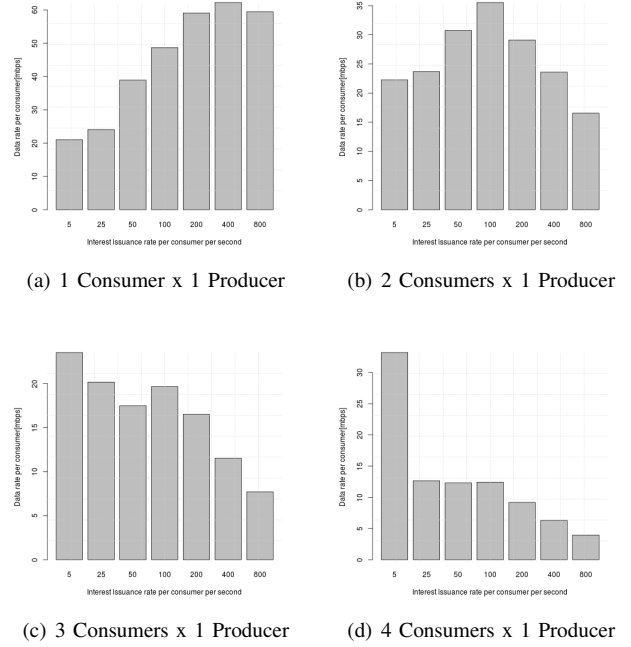 Data rate per consumer[mbps]
60
50
40
30
20
10
0
5 25 50 100 200 400 800
Interest issuance rate per consumer per second
(a) 1 Consumer x 1 Producer
Data rate per consumer[mbps]
35
30
25
20
15
10
5
0
5 25 50 100 200 400 800
Interest issuance rate per consumer per second
(b) 2 Consumers x 1 Producer
Data rate per consumer[mbps]
20
15
10
5
0
5 25 50 100 200 400 800
Interest issuance rate per consumer per second
(c) 3 Consumers x 1 Producer
Data rate per consumer[mbps]
30
25
20
15
10
5
0
5 25 50 100 200 400 800
Interest issuance rate per consumer per second
(d) 4 Consumers x 1 Producer